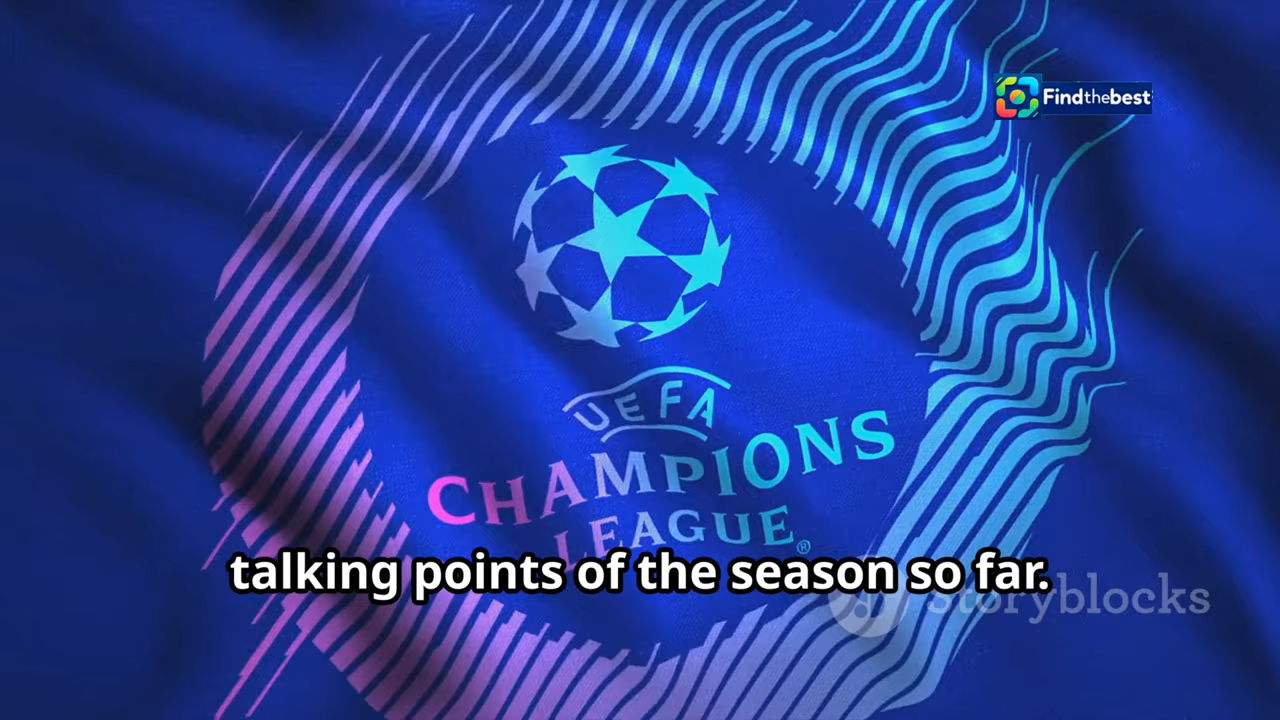 Findthebest
UEFA
CHAMPIONS
LEAGUE®
talking points of the season so far.
Storyblocks